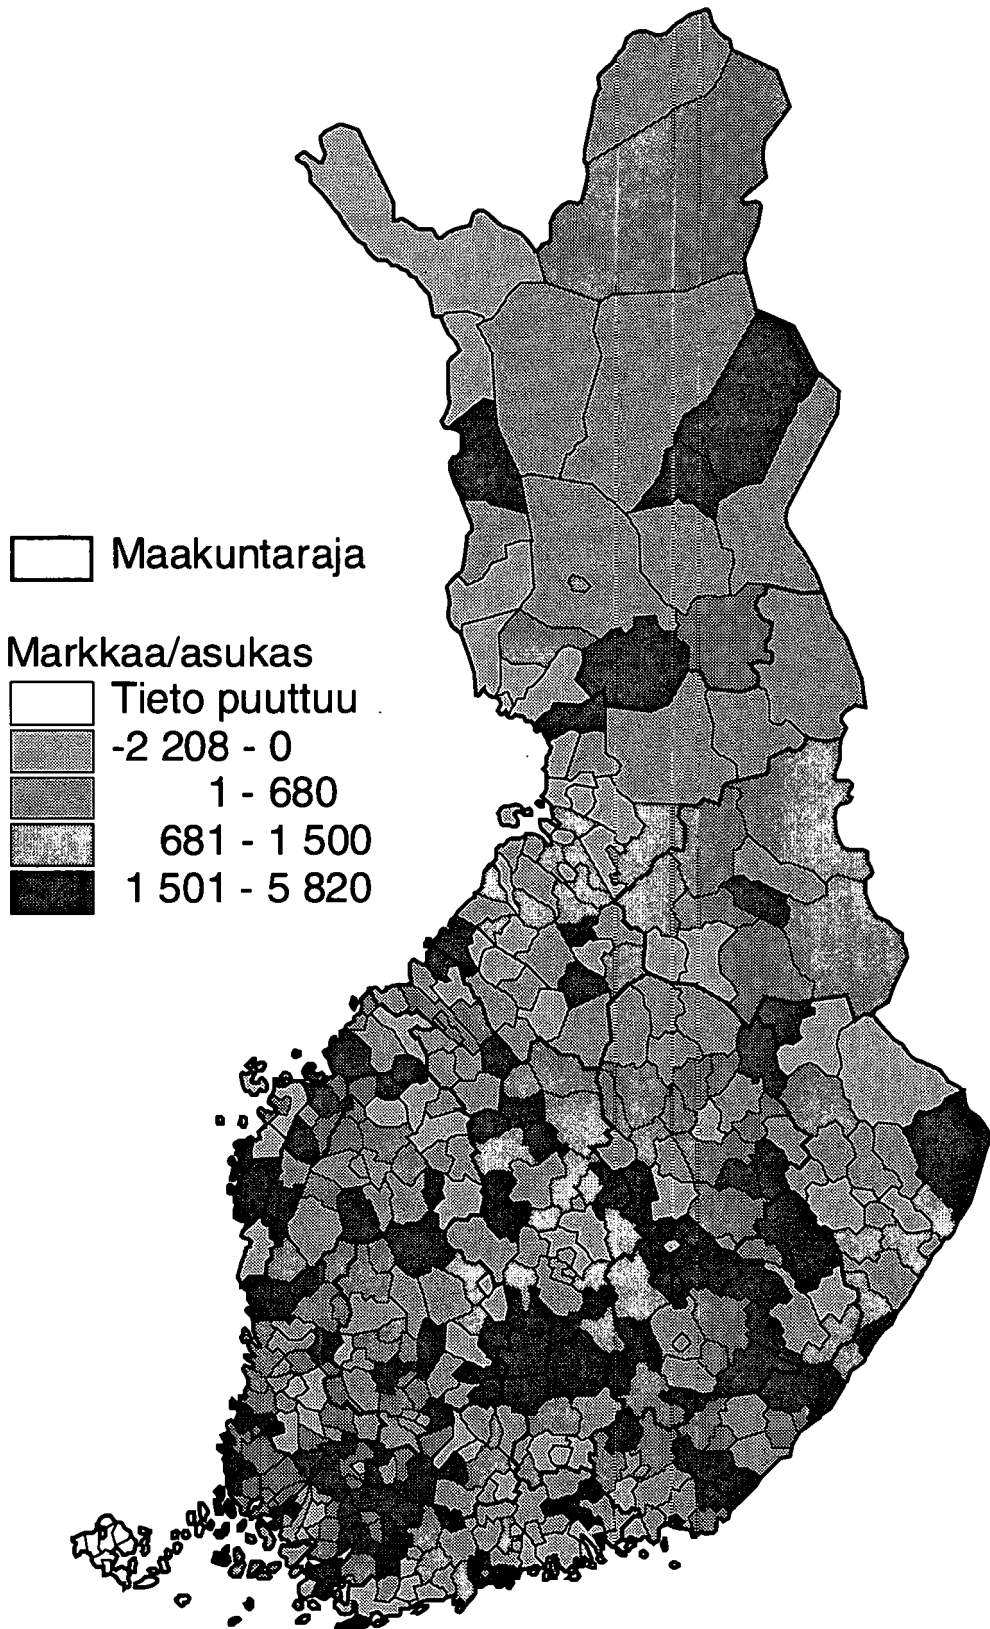 Maakuntaraja
Markkaa/asukas
Tieto puuttuu
-2 208 - 0
1 - 680
681 - 1 500
1 501 - 5 820